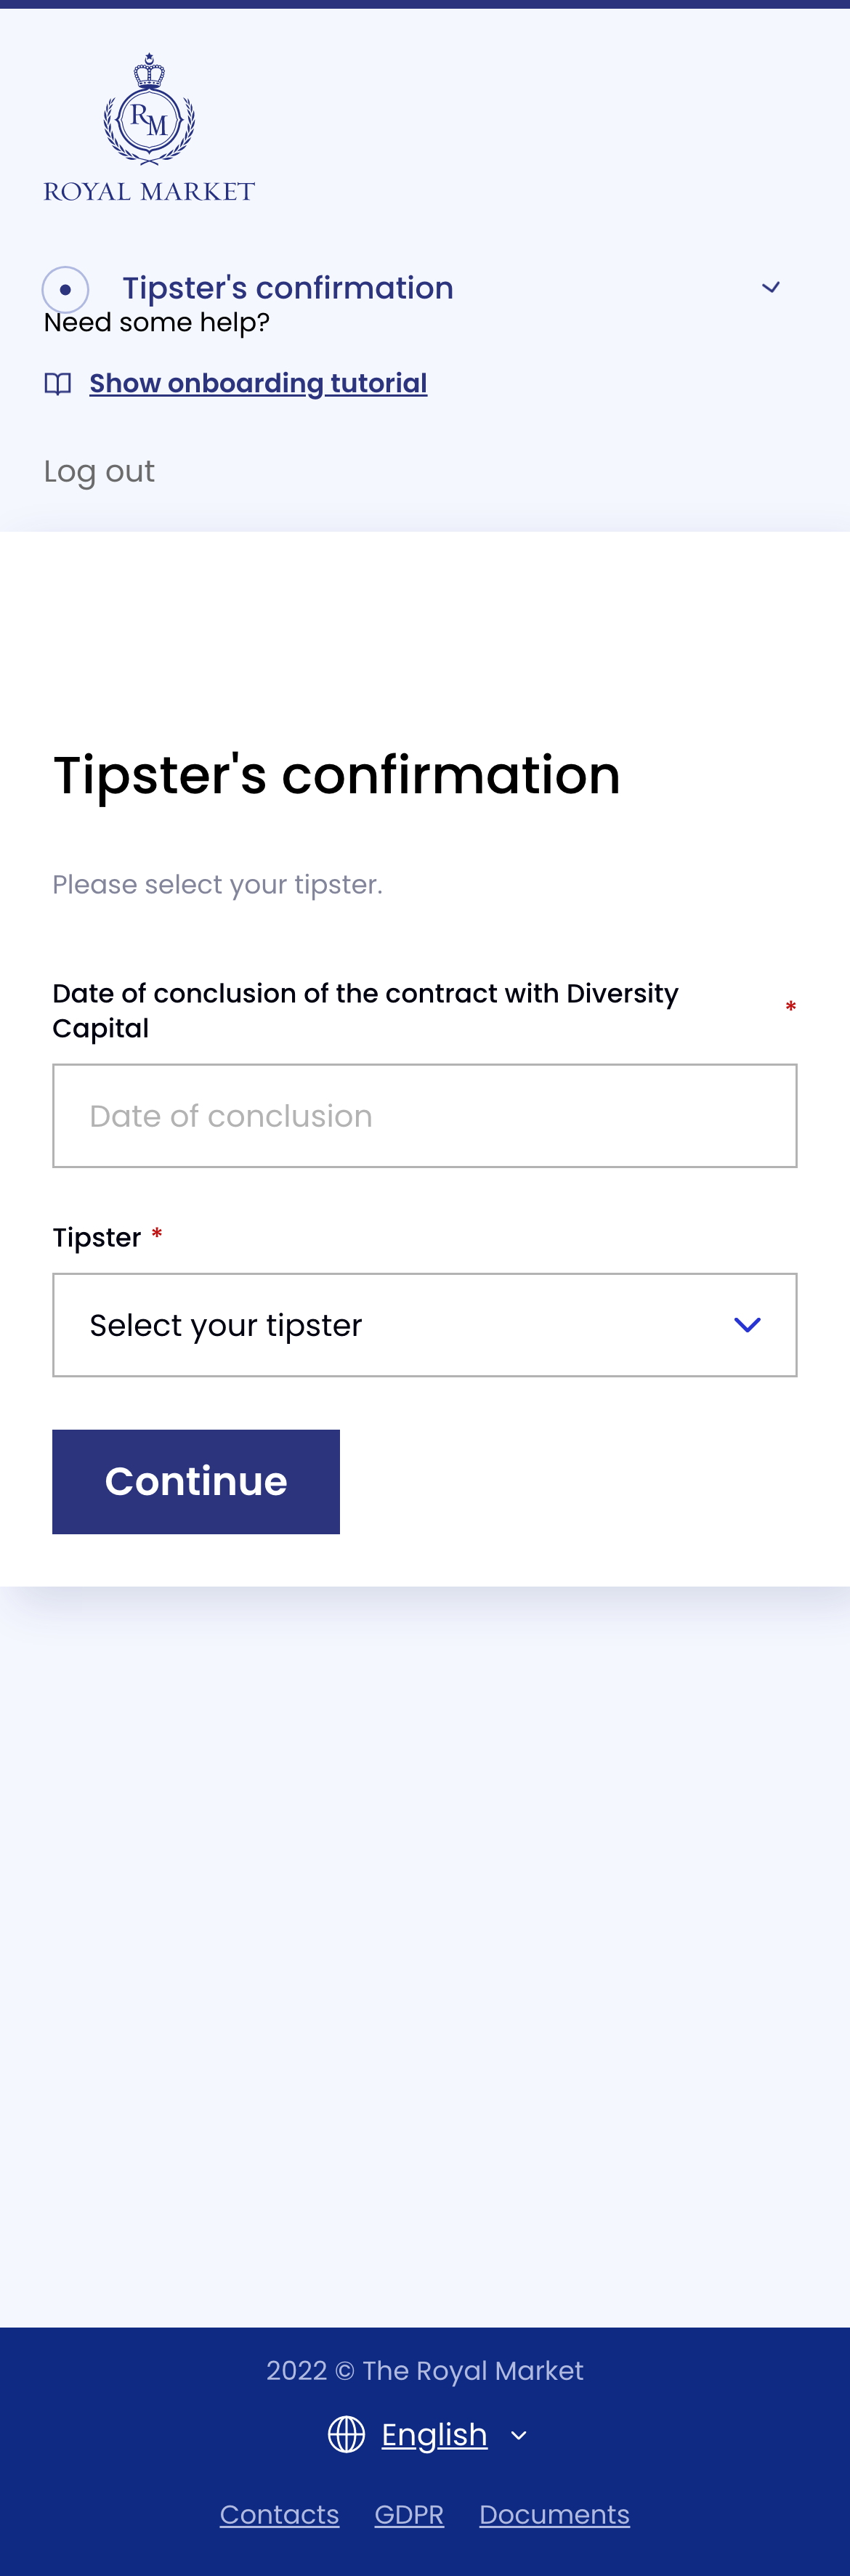 RM
ROYAL MARKET
Tipster's confirmation
Need some help?
Show onboarding tutorial
Log out
Tipster's confirmation
Please select your tipster.
Date of conclusion of the contract with Diversity
Capital *
Date of conclusion
Tipster *
Select your tipster
Continue
2022 © The Royal Market
English
Contacts GDPR Documents